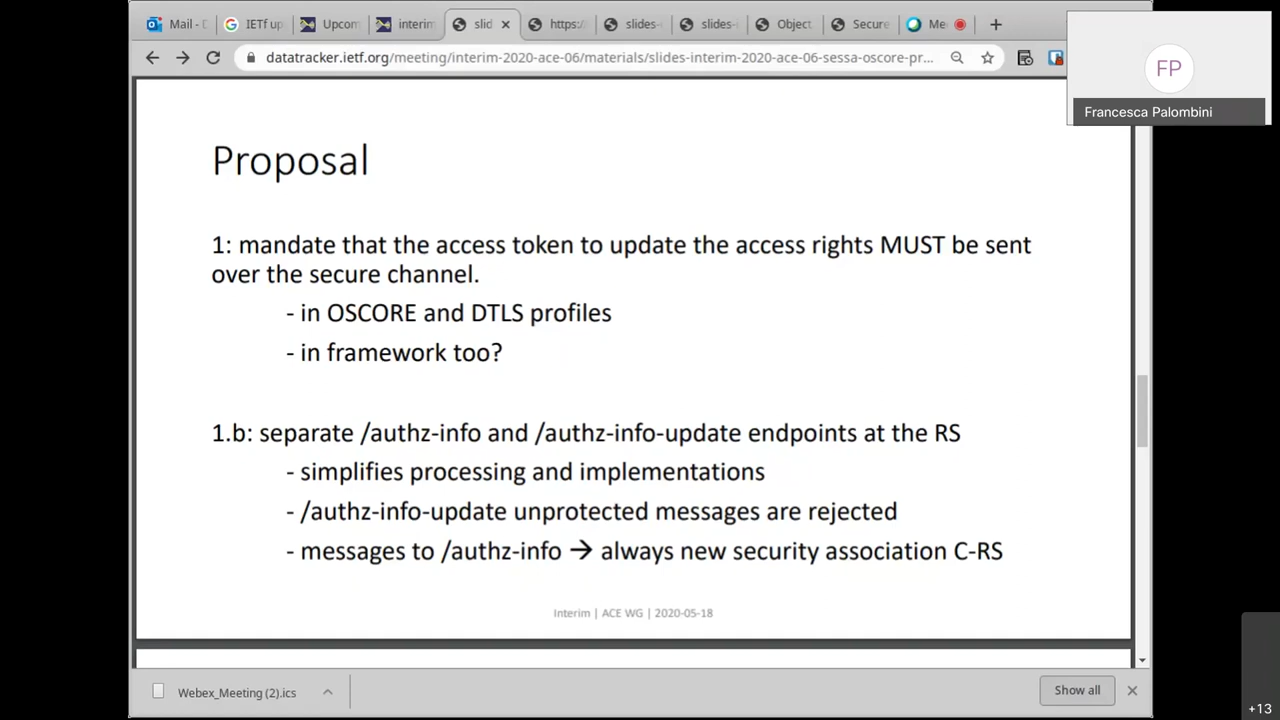 Mail - D
IETf up
Upcom
interim
slid
https:
slides-
slides-
Object
Secure
Me
datatracker.ietf.org/meeting/interim-2020-ace-06/materials/slides-interim-2020-ace-06-sessa-oscore-pr...
FP
Francesca Palombini
Proposal
1: mandate that the access token to update the access rights MUST be sent
over the secure channel.
- in OSCORE and DTLS profiles
- in framework too?
1.b: separate /authz-info and /authz-info-update endpoints at the RS
- simplifies processing and implementations
- /authz-info-update unprotected messages are rejected
- messages to /authz-info → always new security association C-RS
Interim | ACE WG | 2020-05-18
Webex_Meeting (2).ics
Show all
+13